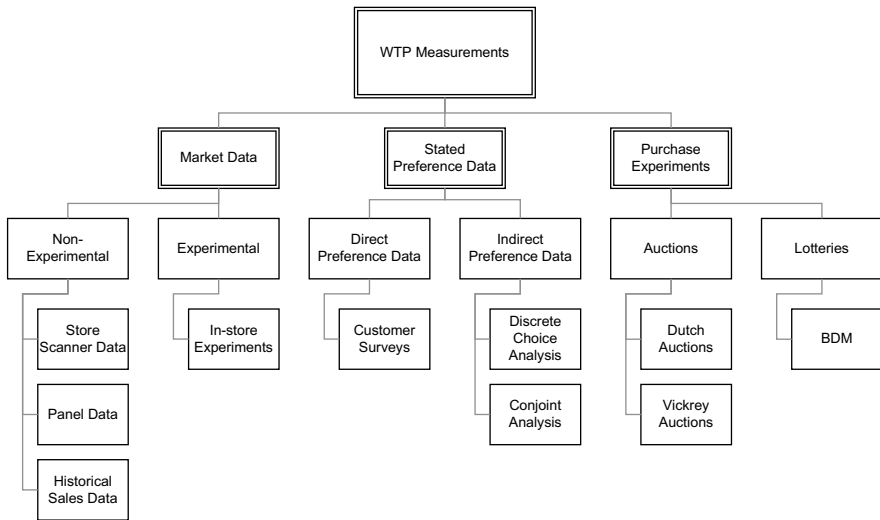 WTP Measurements
Market Data
Stated
Preference Data
Purchase
Experiments
Non-
Experimental
Experimental
Direct
Preference Data
Indirect
Preference Data
Auctions
Lotteries
Store
Scanner Data
In-store
Experiments
Customer
Surveys
Discrete
Choice
Analysis
Dutch
Auctions
BDM
Panel Data
Conjoint
Analysis
Vickrey
Auctions
Historical
Sales Data